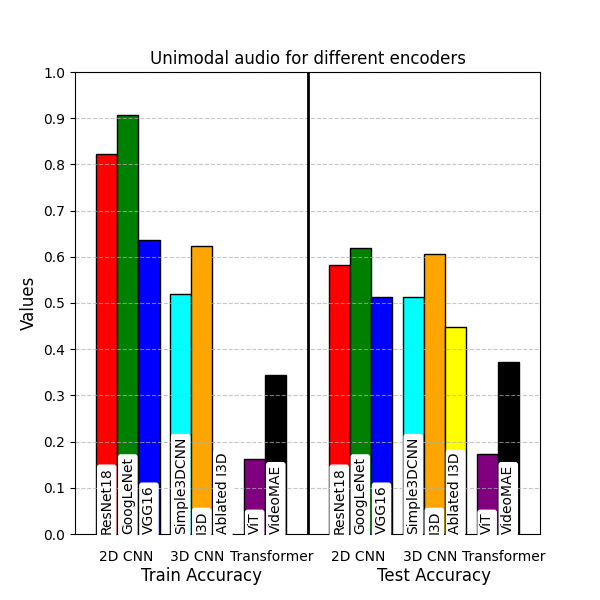 Unimodal audio for different encoders
Values
1.0
0.9
0.8
0.7
0.6
0.5
0.4
0.3
0.2
0.1
0.0
ResNet18
GoogLeNet
VGG16
Simple3DCNN
I3D
Ablated I3D
ViT
VideoMAE
ResNet18
GoogLeNet
VGG16
Simple3DCNN
I3D
Ablated I3D
ViT
VideoMAE
2D CNN 3D CNN Transformer 2D CNN 3D CNN Transformer
Train Accuracy Test Accuracy